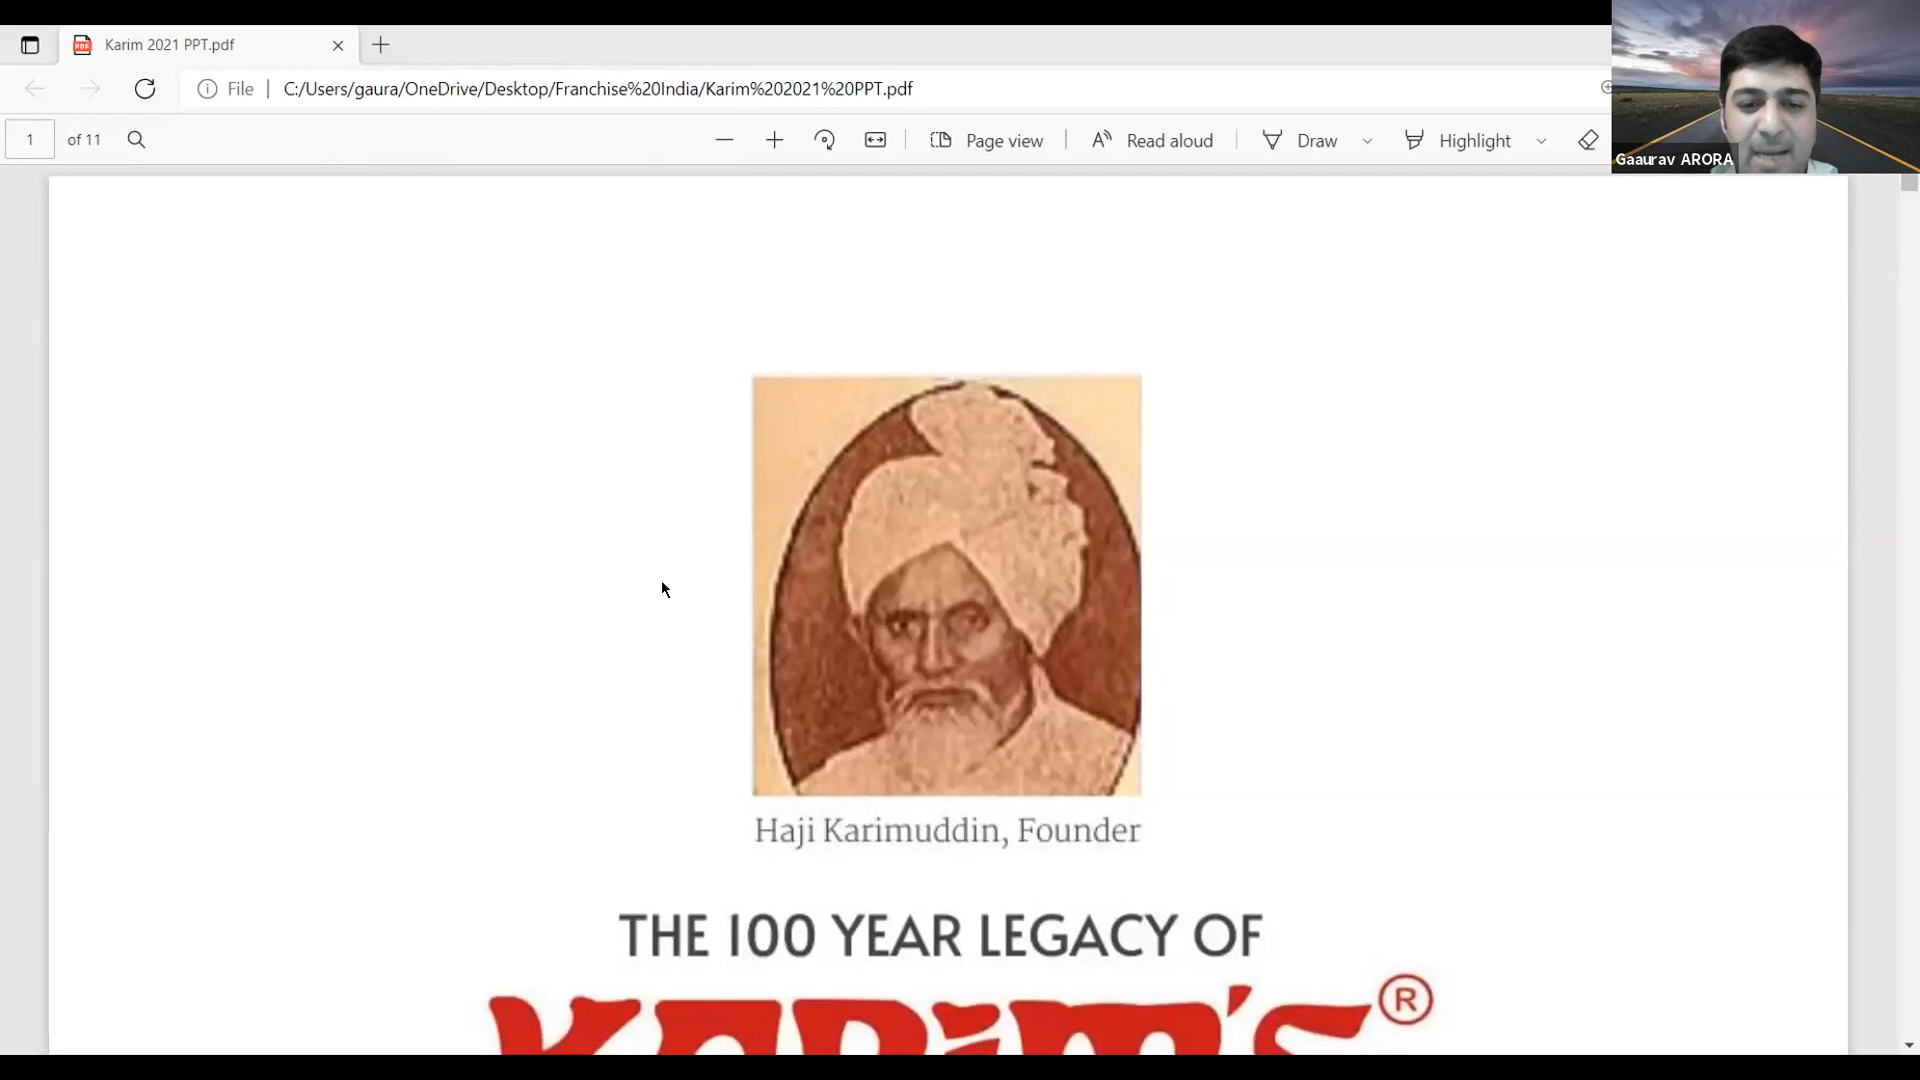 Karim 2021 PPT.pdf
File
C:/Users/gaura/OneDrive/Desktop/Franchise%20India/Karim%202021%20PPT.pdf
1 of 11
Page view
Read aloud
Draw
Highlight
Gaaurav ARORA
Haji Karimuddin, Founder
THE 100 YEAR LEGACY OF
KARIM'S ®